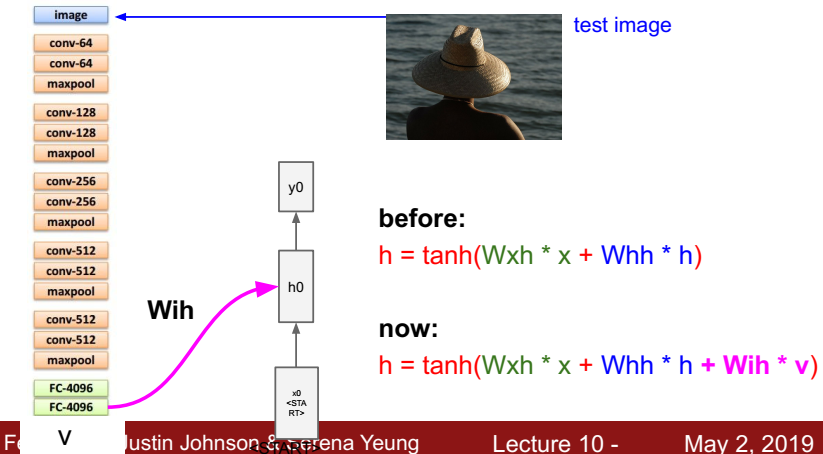 image
test image
conv-64
conv-64
maxpool
conv-128
conv-128
maxpool
conv-256
conv-256
maxpool
conv-512
conv-512
maxpool
conv-512
conv-512
maxpool
FC-4096
FC-4096
v
Wih
y0
h0
x0
<STA
RT>
<START>
before:
h = tanh(Wxh * x + Whh * h)
now:
h = tanh(Wxh * x + Whh * h + Wih * v)
Justin Johnson & Serena Yeung
Lecture 10 -
May 2, 2019